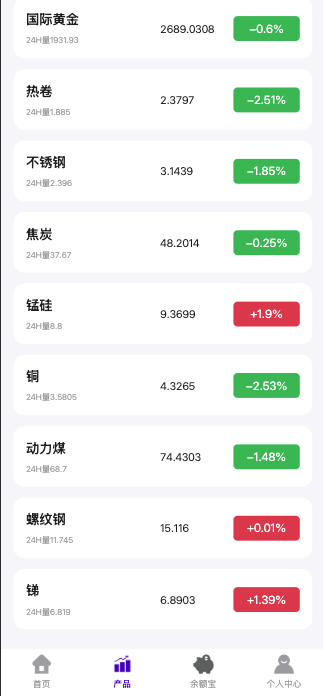 国际黄金
24H量1931.93
2689.0308
−0.6%
热卷
24H量1.885
2.3797
−2.51%
不锈钢
24H量2.396
3.1439
−1.85%
焦炭
24H量37.67
48.2014
−0.25%
锰硅
24H量8.8
9.3699
+1.9%
铜
24H量3.5805
4.3265
−2.53%
动力煤
24H量68.7
74.4303
−1.48%
螺纹钢
24H量11.745
15.116
+0.01%
锑
24H量6.819
6.8903
+1.39%
首页
产品
余额宝
个人中心